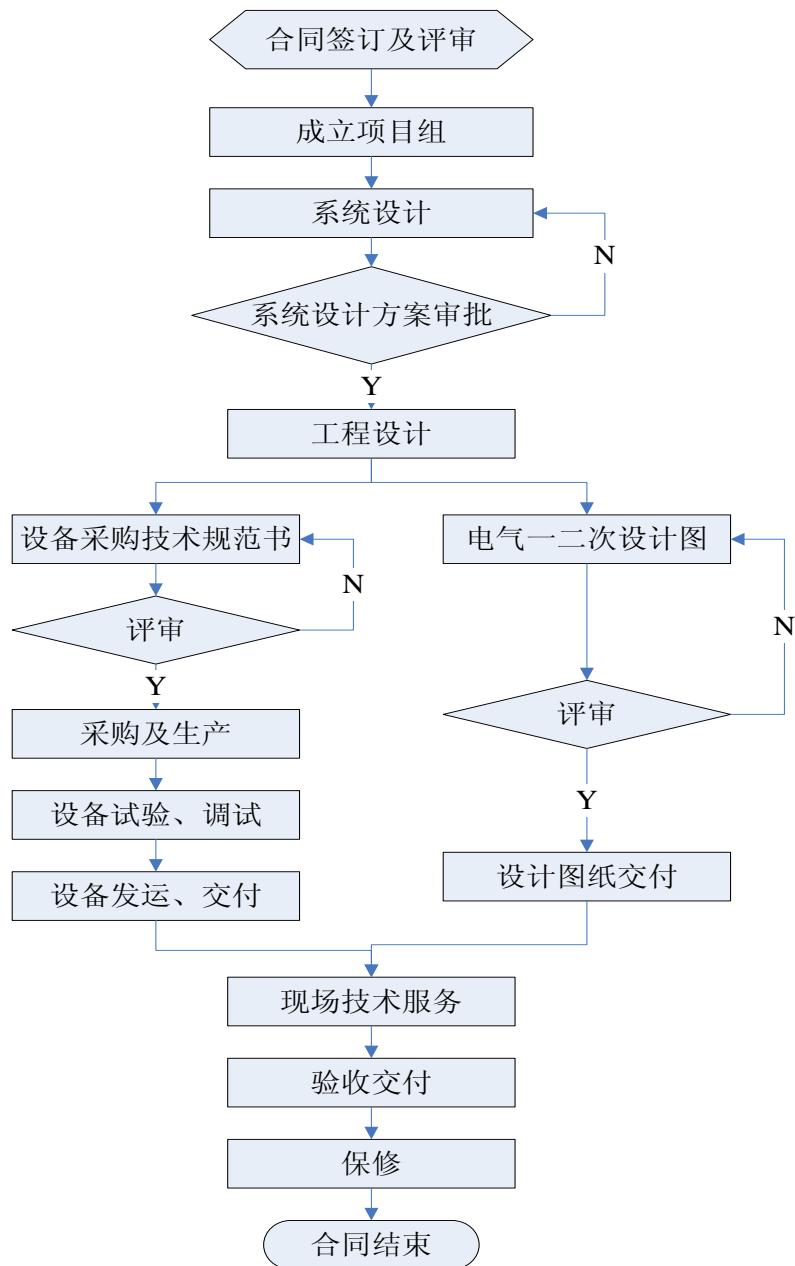 合同签订及评审
成立项目组
系统设计
N
系统设计方案审批
Y
工程设计
设备采购技术规范书
电气一二次设计图
N
N
评审
Y
采购及生产
评审
设备试验、调试
Y
设备发运、交付
设计图纸交付
现场技术服务
验收交付
保修
合同结束